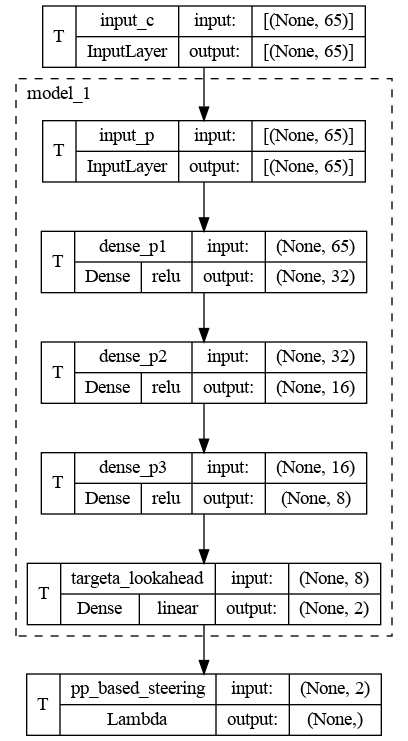 T input_c input: [(None, 65)]
InputLayer output: [(None, 65)]
model_1
T input_p input: [(None, 65)]
InputLayer output: [(None, 65)]
T dense_p1 input: (None, 65)
Dense relu output: (None, 32)
T dense_p2 input: (None, 32)
Dense relu output: (None, 16)
T dense_p3 input: (None, 16)
Dense relu output: (None, 8)
T targeta_lookahead input: (None, 8)
Dense linear output: (None, 2)
T pp_based_steering input: (None, 2)
Lambda output: (None,)